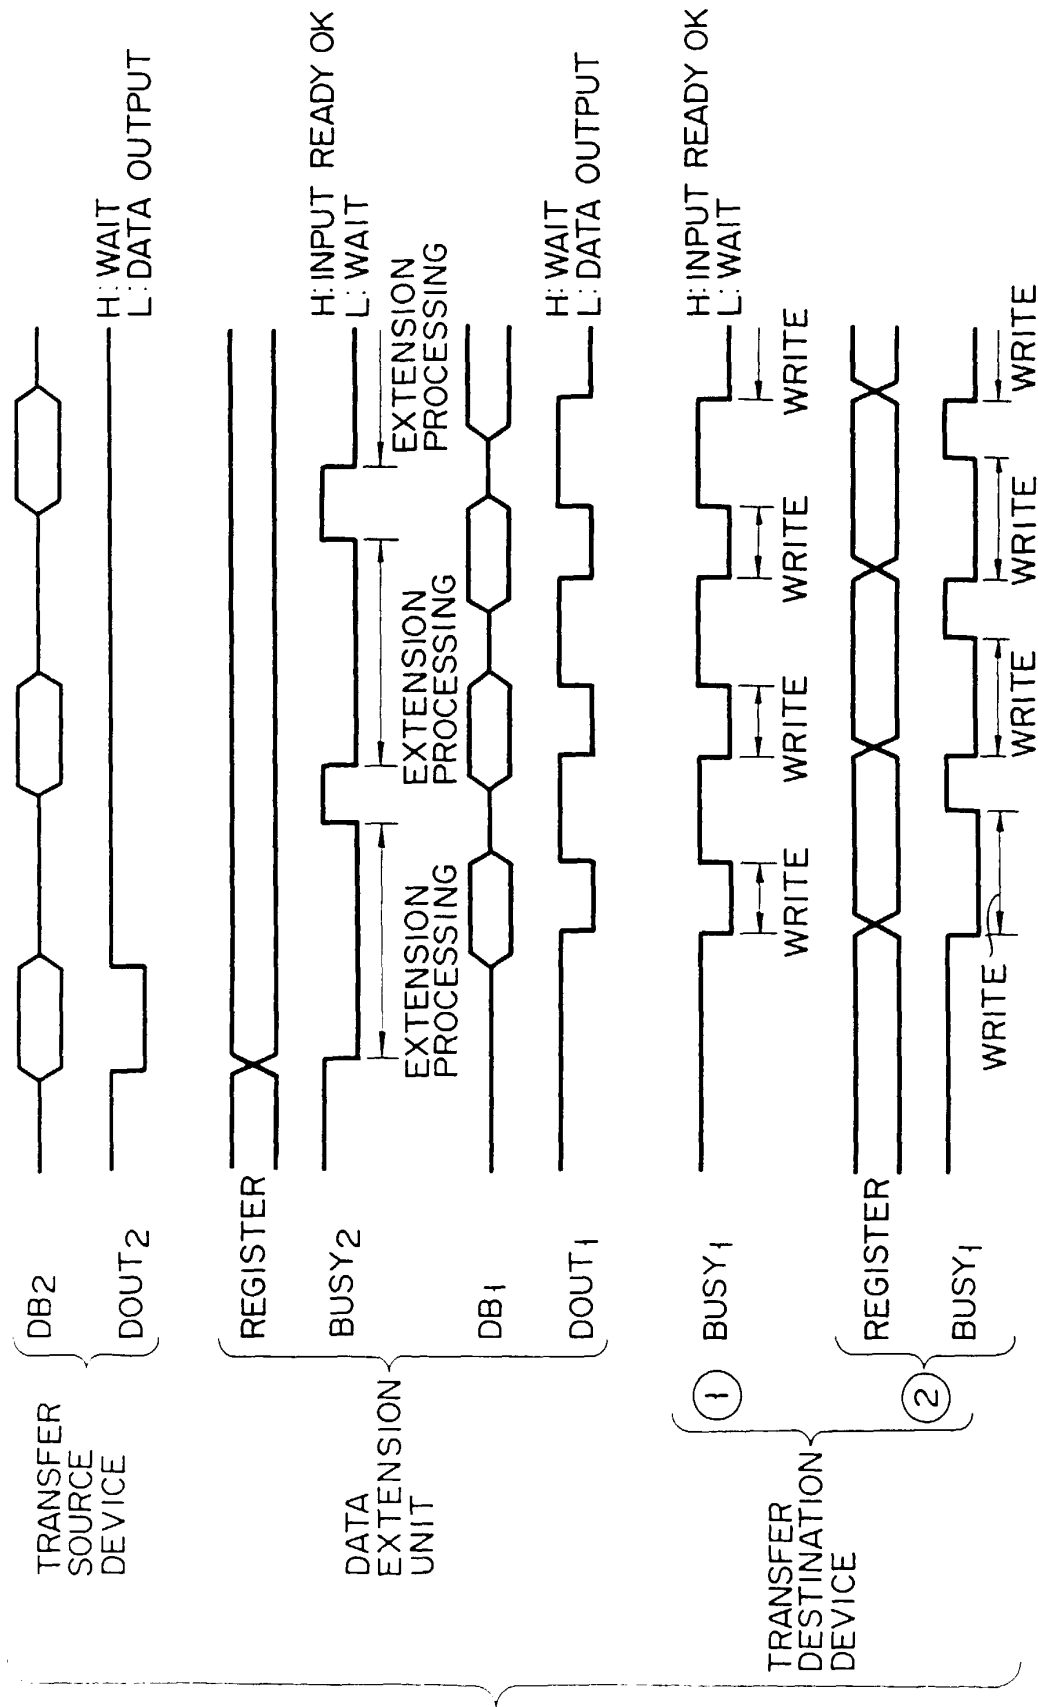 TRANSFER
SOURCE
DEVICE
DB2
DOUT2
H: WAIT
L: DATA OUTPUT
DATA
EXTENSION
UNIT
REGISTER
BUSY2
H: INPUT READY OK
L: WAIT
EXTENSION
PROCESSING
EXTENSION
PROCESSING
EXTENSION
PROCESSING
DB1
DOUT1
H: WAIT
L: DATA OUTPUT
TRANSFER
DESTINATION
DEVICE
1 BUSY1
H: INPUT READY OK
L: WAIT
WRITE WRITE WRITE WRITE
2
REGISTER
BUSY1
WRITE WRITE WRITE WRITE